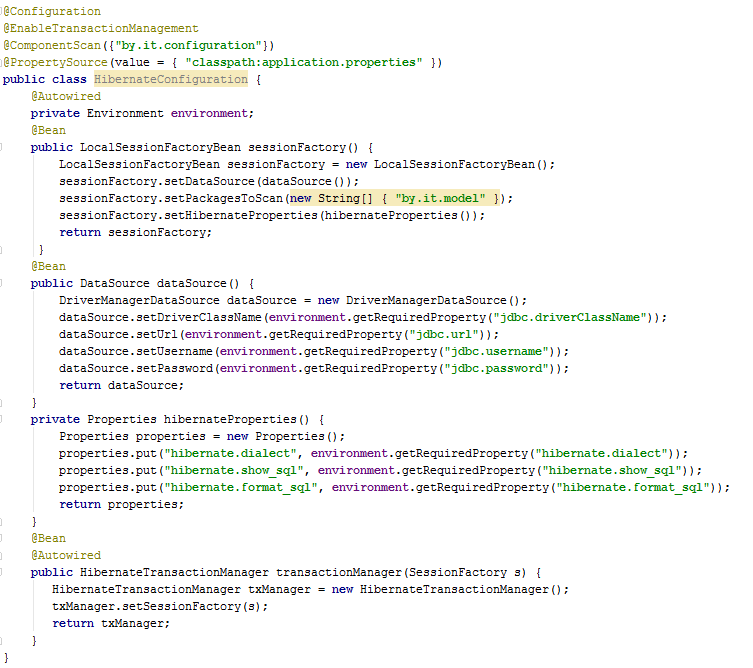 @Configuration
@EnableTransactionManagement
@ComponentScan({"by.it.configuration"})
@PropertySource(value = { "classpath:application.properties" })
public class HibernateConfiguration {
    @Autowired
    private Environment environment;
    @Bean
    public LocalSessionFactoryBean sessionFactory() {
        LocalSessionFactoryBean sessionFactory = new LocalSessionFactoryBean();
        sessionFactory.setDataSource(dataSource());
        sessionFactory.setPackagesToScan(new String[] { "by.it.model" });
        sessionFactory.setHibernateProperties(hibernateProperties());
        return sessionFactory;
     }
    @Bean
    public DataSource dataSource() {
        DriverManagerDataSource dataSource = new DriverManagerDataSource();
        dataSource.setDriverClassName(environment.getRequiredProperty("jdbc.driverClassName"));
        dataSource.setUrl(environment.getRequiredProperty("jdbc.url"));
        dataSource.setUsername(environment.getRequiredProperty("jdbc.username"));
        dataSource.setPassword(environment.getRequiredProperty("jdbc.password"));
        return dataSource;
    }
    private Properties hibernateProperties() {
        Properties properties = new Properties();
        properties.put("hibernate.dialect", environment.getRequiredProperty("hibernate.dialect"));
        properties.put("hibernate.show_sql", environment.getRequiredProperty("hibernate.show_sql"));
        properties.put("hibernate.format_sql", environment.getRequiredProperty("hibernate.format_sql"));
        return properties;
    }
    @Bean
    @Autowired
    public HibernateTransactionManager transactionManager(SessionFactory s) {
       HibernateTransactionManager txManager = new HibernateTransactionManager();
       txManager.setSessionFactory(s);
       return txManager;
    }
}